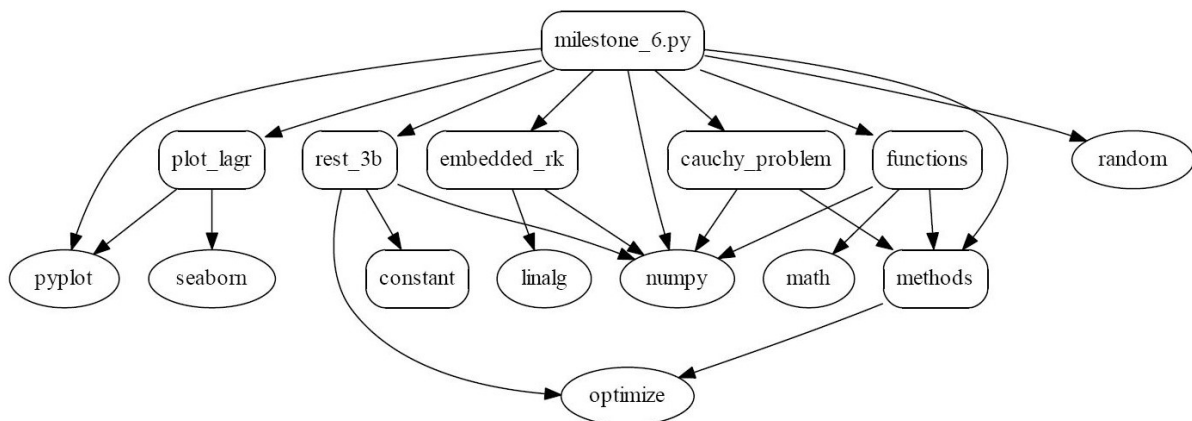 milestone_6.py
plot_lagr
rest_3b
embedded_rk
cauchy_problem
functions
random
pyplot
seaborn
constant
linalg
numpy
math
methods
optimize